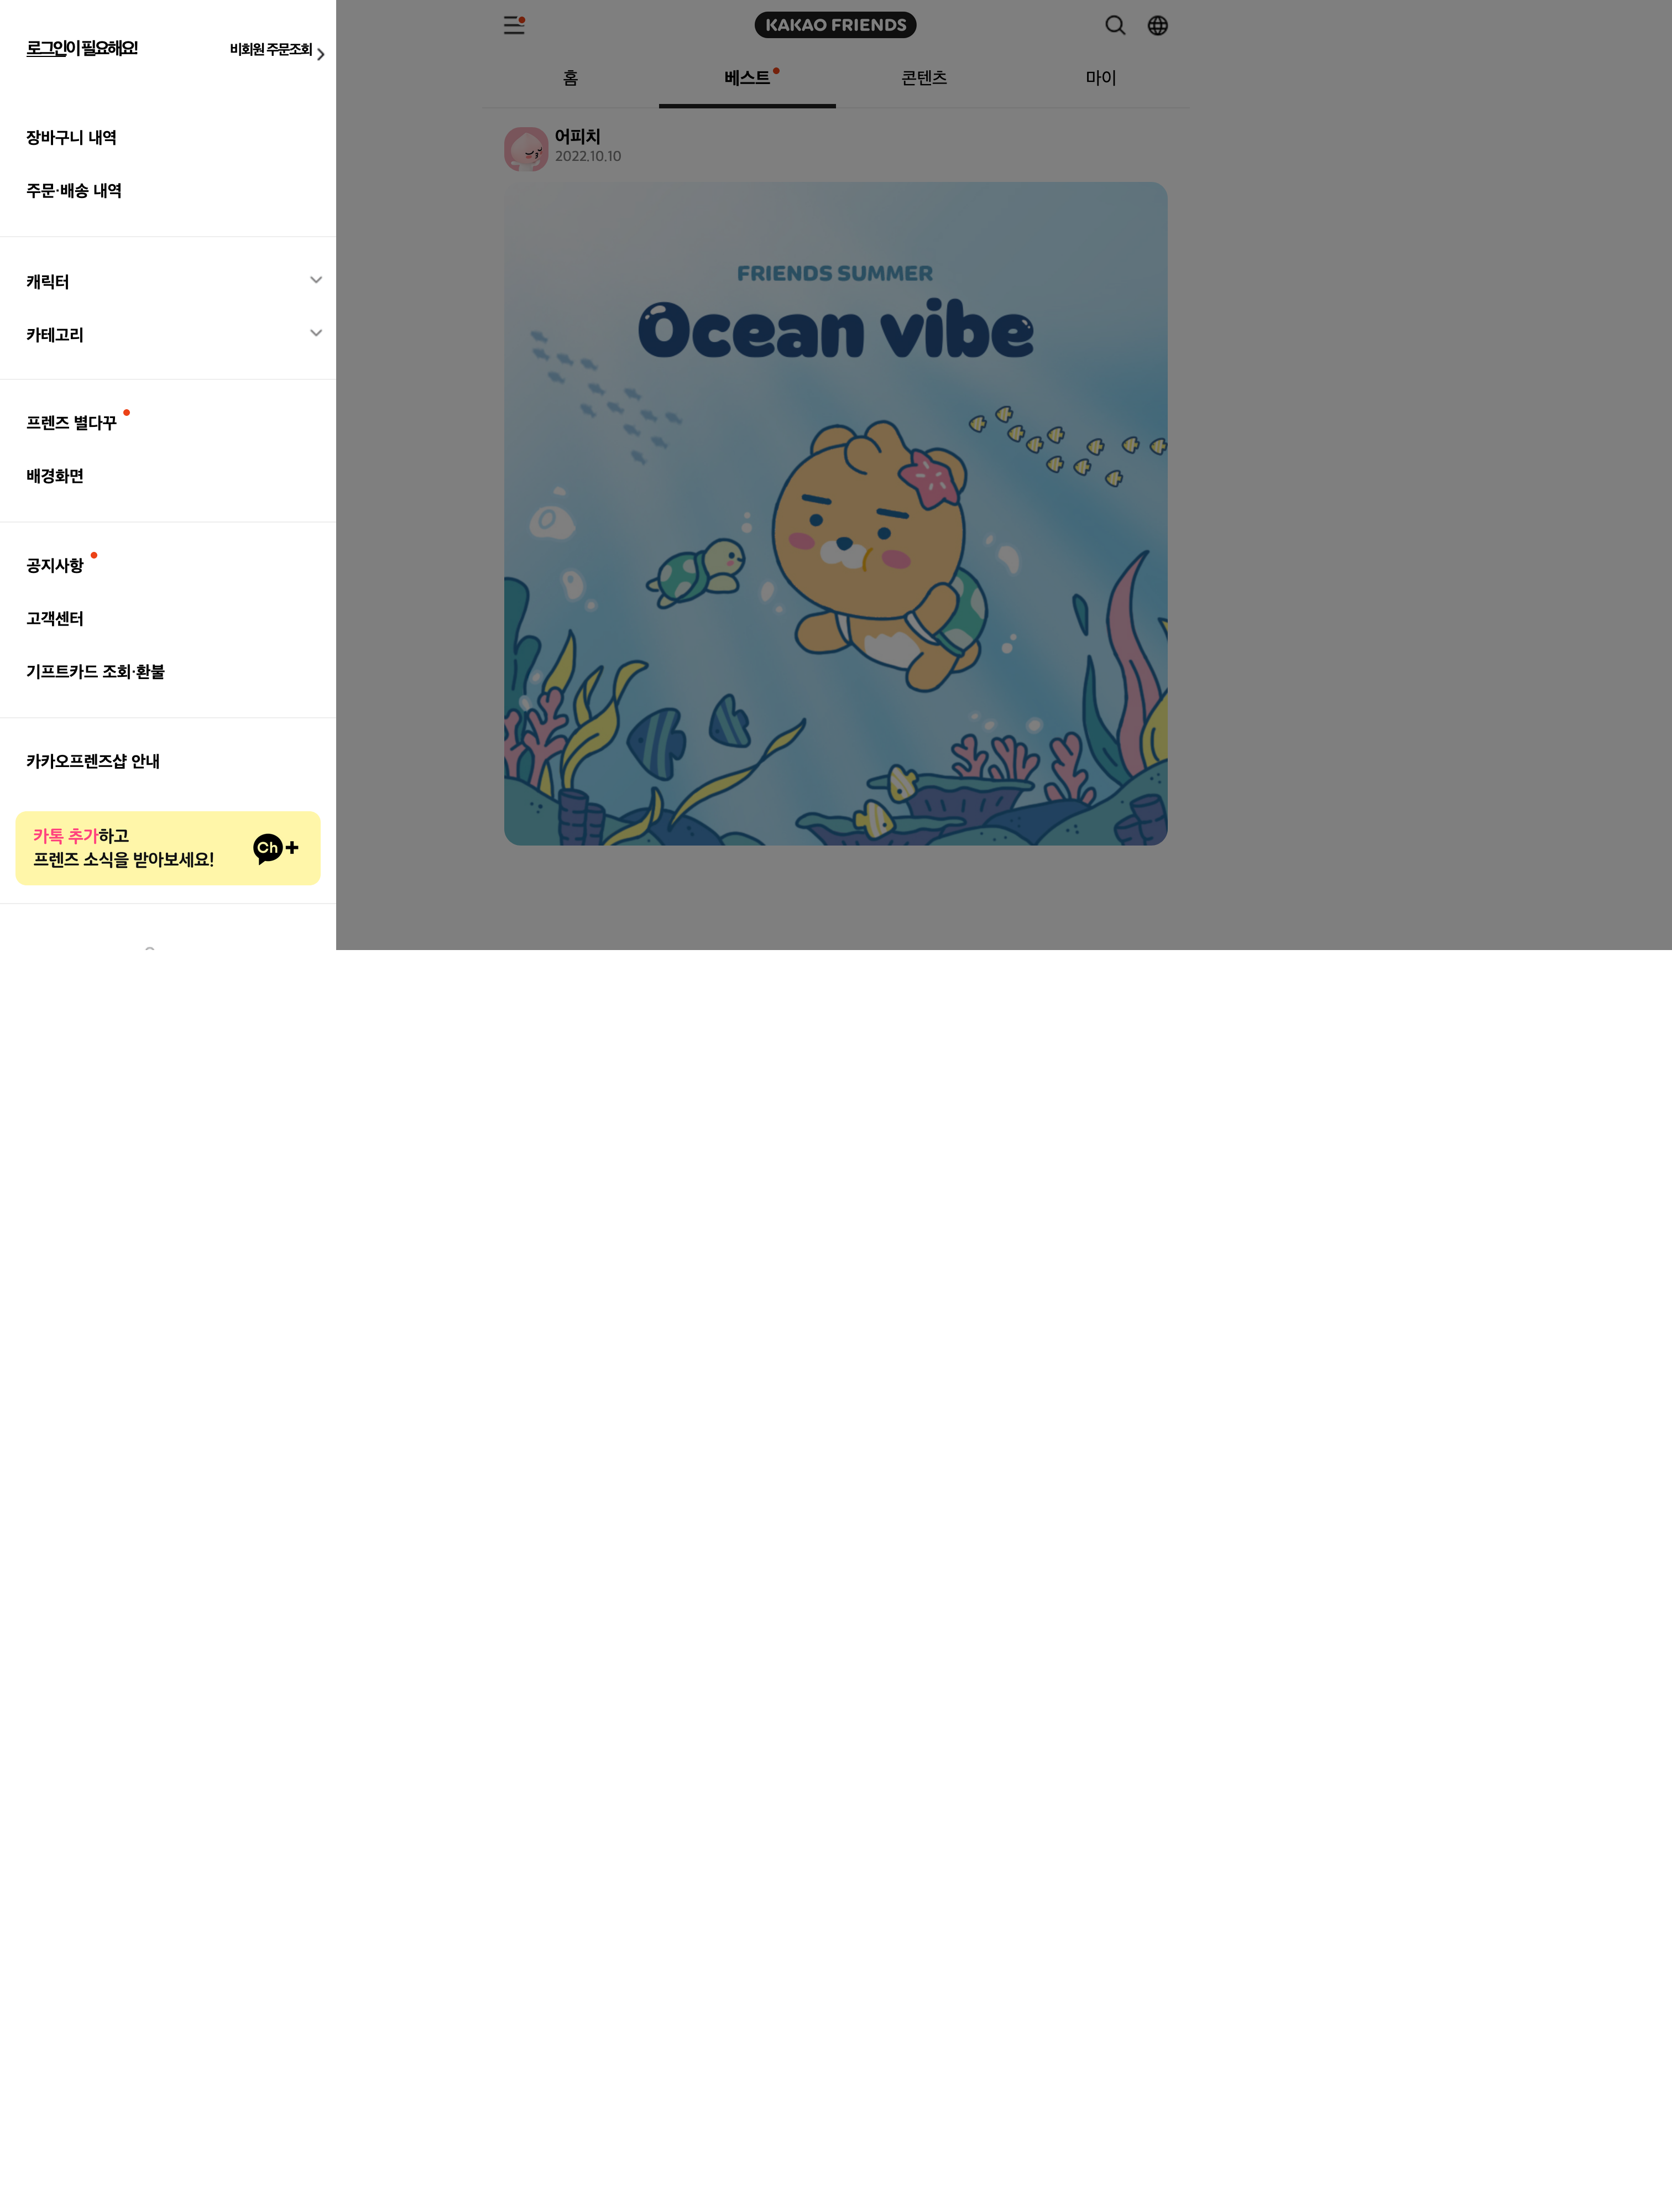 로그인이 필요해요!
비회원 주문조회
장바구니 내역
주문·배송 내역
캐릭터
카테고리
프렌즈 별다꾸
배경화면
공지사항
고객센터
기프트카드 조회·환불
카카오프렌즈샵 안내
카톡 추가하고
프렌즈 소식을 받아보세요!
Ch+
KAKAO FRIENDS
홈
베스트
콘텐츠
마이
어피치
2022.10.10
FRIENDS SUMMER
Ocean vibe